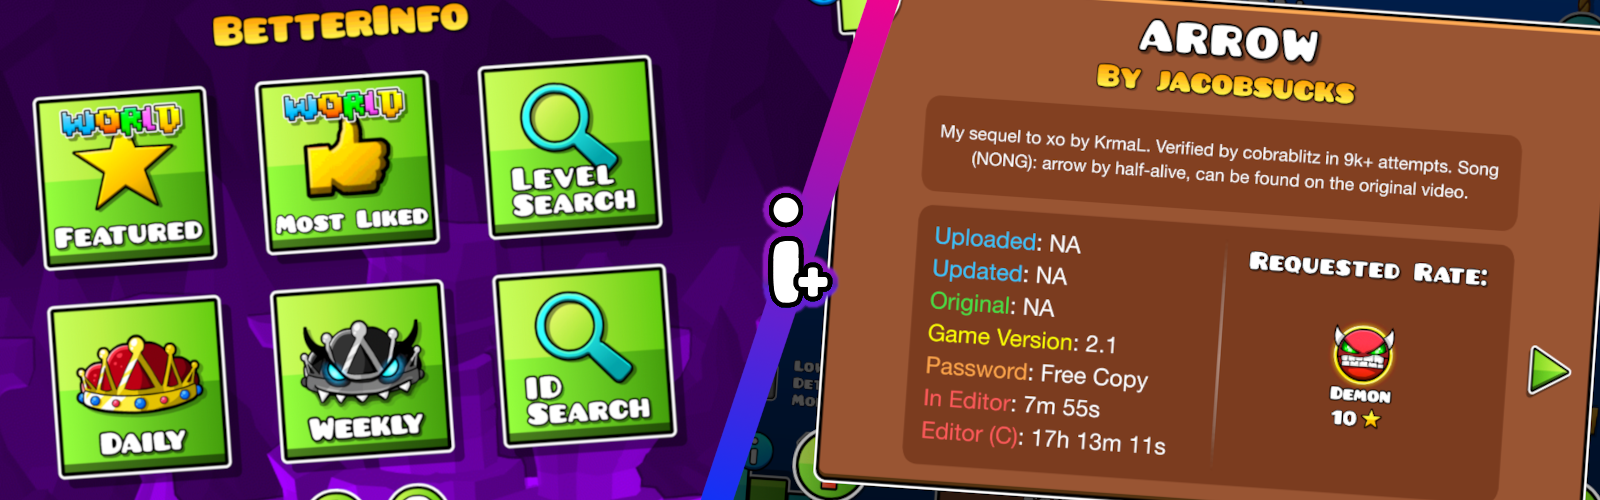 BETTERINFO
WORLD
FEATURED
WORLD
MOST LIKED
LEVEL
SEARCH
DAILY
WEEKLY
ID
SEARCH
i+
ARROW
BY JACOBSUCKS
My sequel to xo by KrmaL. Verified by cobrablitz in 9k+ attempts. Song
(NONG): arrow by half-alive, can be found on the original video.
Uploaded: NA
Updated: NA
Original: NA
Game Version: 2.1
Password: Free Copy
In Editor: 7m 55s
Editor (C): 17h 13m 11s
REQUESTED RATE:
DEMON
10